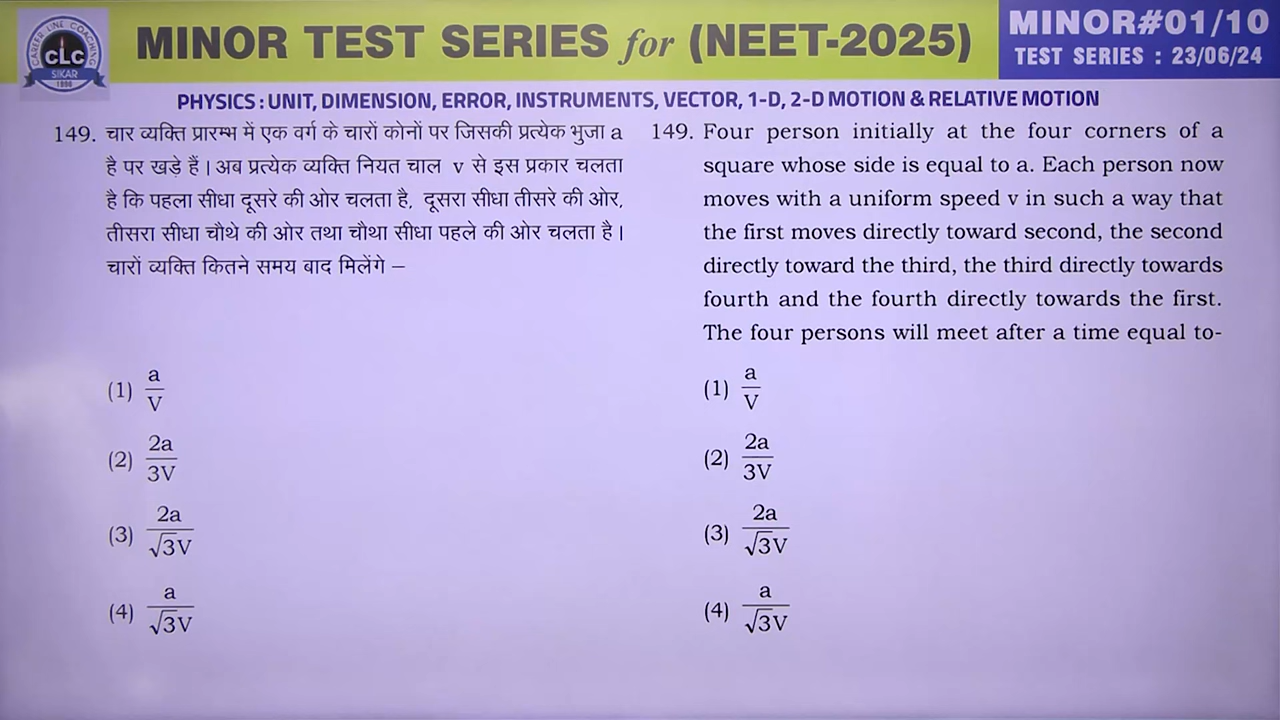 CAREER LINE COACHING
CLC
SIKAR
1996
MINOR TEST SERIES for (NEET-2025)
MINOR#01/10
TEST SERIES : 23/06/24
PHYSICS : UNIT, DIMENSION, ERROR, INSTRUMENTS, VECTOR, 1-D, 2-D MOTION & RELATIVE MOTION
149. चार व्यक्ति प्रारम्भ में एक वर्ग के चारों कोनों पर जिसकी प्रत्येक भुजा a
है पर खड़े हैं। अब प्रत्येक व्यक्ति नियत चाल v से इस प्रकार चलता
है कि पहला सीधा दूसरे की ओर चलता है, दूसरा सीधा तीसरे की ओर,
तीसरा सीधा चौथे की ओर तथा चौथा सीधा पहले की ओर चलता है।
चारों व्यक्ति कितने समय बाद मिलेंगे –
(1) a/V
(2) 2a/3V
(3) 2a/√3V
(4) a/√3V
149. Four person initially at the four corners of a
square whose side is equal to a. Each person now
moves with a uniform speed v in such a way that
the first moves directly toward second, the second
directly toward the third, the third directly towards
fourth and the fourth directly towards the first.
The four persons will meet after a time equal to-
(1) a/V
(2) 2a/3V
(3) 2a/√3V
(4) a/√3V